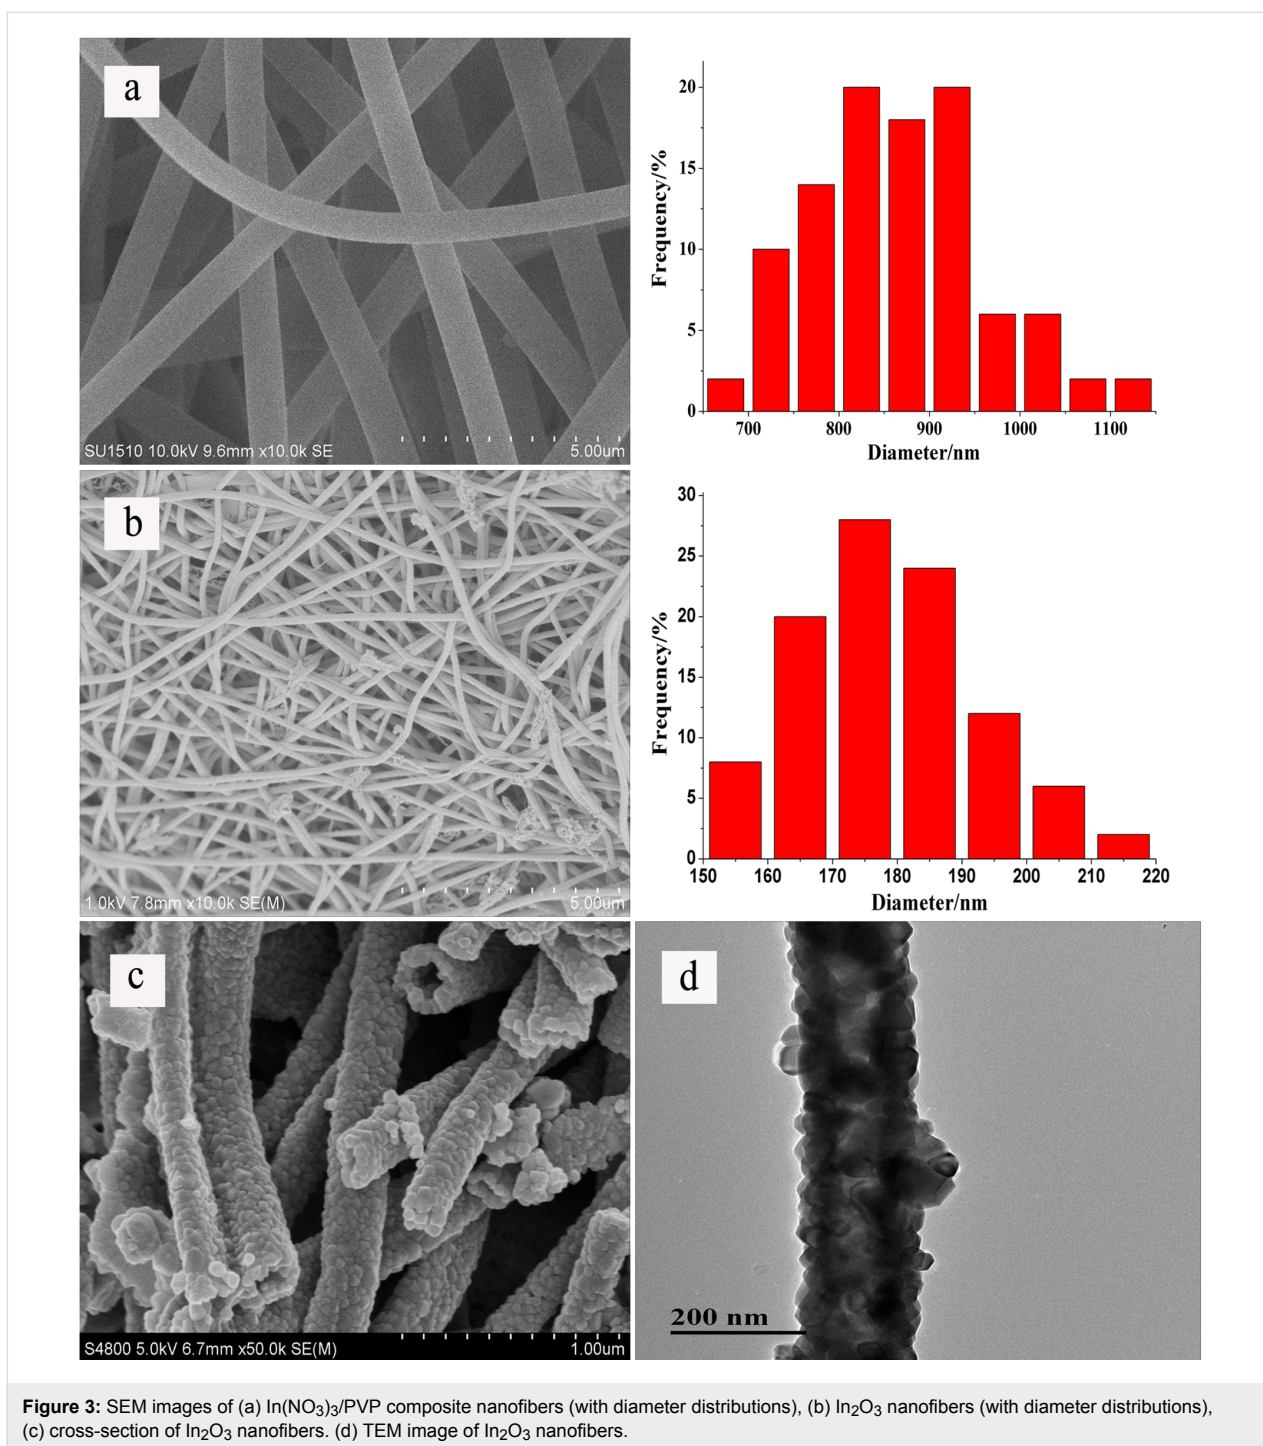 a
SU1510 10.0kV 9.6mm x10.0k SE 5.00um
Frequency/%
20
15
10
5
0
700 800 900 1000 1100
Diameter/nm
b
1.0kV 7.8mm x10.0k SE(M) 5.00um
Frequency/%
30
25
20
15
10
5
0
150 160 170 180 190 200 210 220
Diameter/nm
c
S4800 5.0kV 6.7mm x50.0k SE(M) 1.00um
d
200 nm
Figure 3: SEM images of (a) In(NO₃)₃/PVP composite nanofibers (with diameter distributions), (b) In₂O₃ nanofibers (with diameter distributions),
(c) cross-section of In₂O₃ nanofibers. (d) TEM image of In₂O₃ nanofibers.